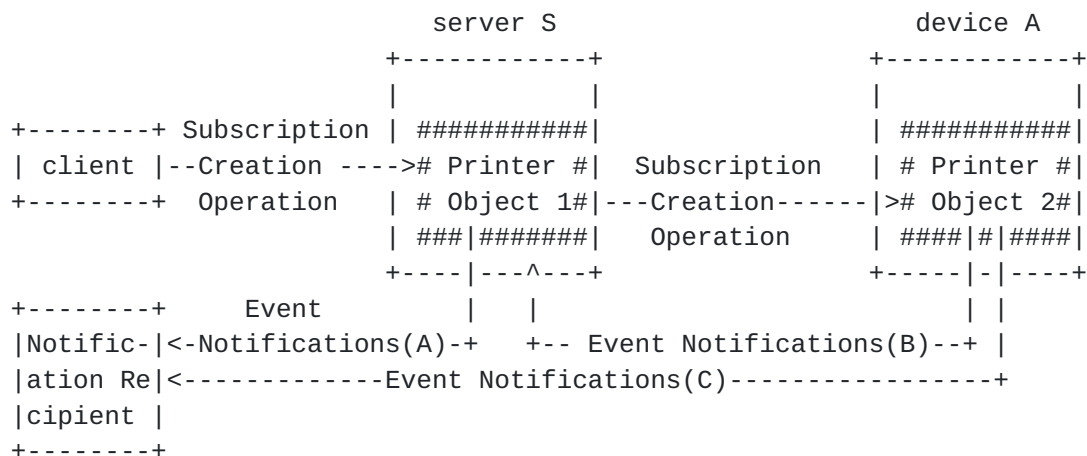 server S                       device A
                        +------------+                 +------------+
                        |            |                 |            |
+--------+ Subscription | ###########|                 | ###########|
| client |--Creation ----># Printer #|  Subscription   | # Printer #|
+--------+  Operation   | # Object 1#|---Creation------|># Object 2#|
                        | ###|#######|   Operation     | ####|#|####|
                        +----|---^---+                 +-----|-|----+
+--------+     Event         |   |                           | |
|Notific-|<-Notifications(A)-+   +-- Event Notifications(B)--+ |
|ation Re|<-------------Event Notifications(C)-----------------+
|cipient |
+--------+